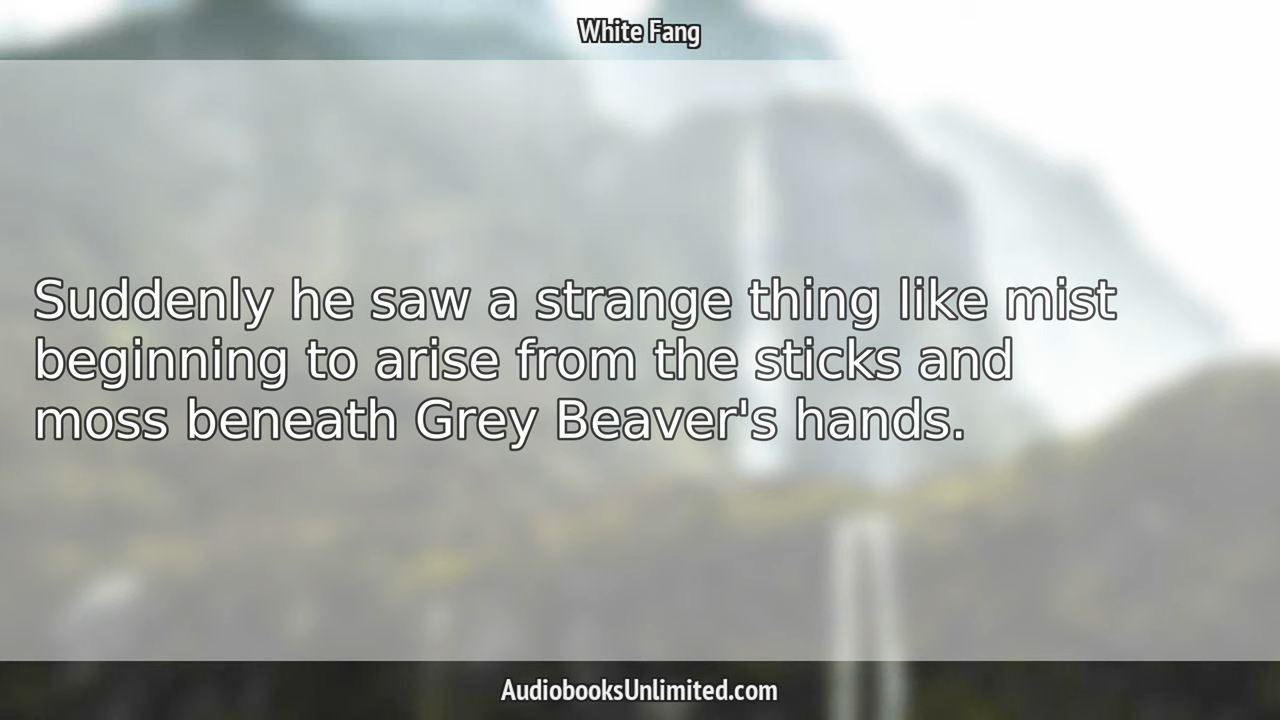 White Fang
Suddenly he saw a strange thing like mist
beginning to arise from the sticks and
moss beneath Grey Beaver's hands.
AudiobooksUnlimited.com